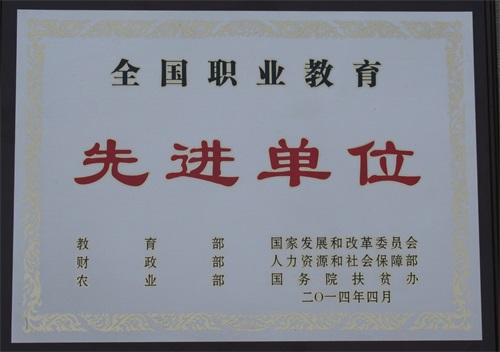 全国职业教育
先进单位
教育部 国家发展和改革委员会
财政部 人力资源和社会保障部
农业部 国务院扶贫办
二〇一四年四月